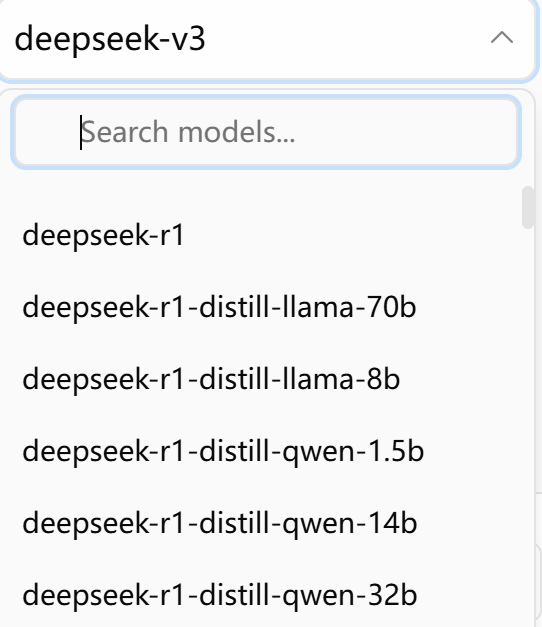 deepseek-v3
Search models...
deepseek-r1
deepseek-r1-distill-llama-70b
deepseek-r1-distill-llama-8b
deepseek-r1-distill-qwen-1.5b
deepseek-r1-distill-qwen-14b
deepseek-r1-distill-qwen-32b